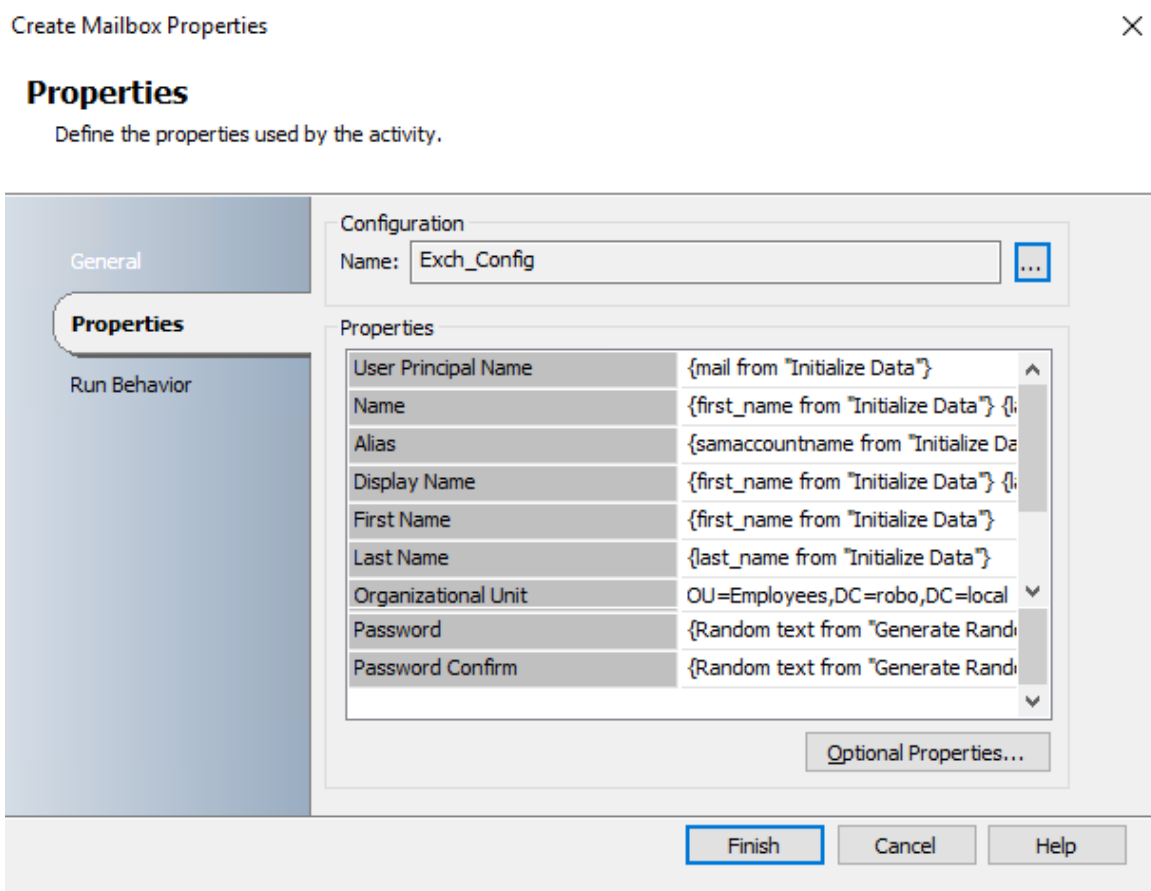 Create Mailbox Properties
Properties
Define the properties used by the activity.
General
Properties
Run Behavior
Configuration
Name: Exch_Config ...
Properties
User Principal Name {mail from "Initialize Data"}
Name {first_name from "Initialize Data"}
Alias {samaccountname from "Initialize Da
Display Name {first_name from "Initialize Data"}
First Name {first_name from "Initialize Data"}
Last Name {last_name from "Initialize Data"}
Organizational Unit OU=Employees,DC=robo,DC=local
Password {Random text from "Generate Rand
Password Confirm {Random text from "Generate Rand
Optional Properties...
Finish Cancel Help